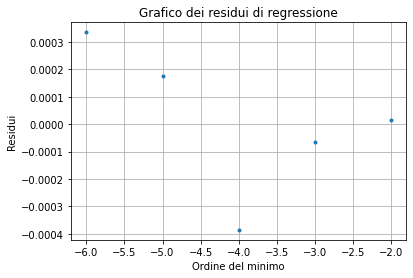 Grafico dei residui di regressione
0.0003
0.0002
0.0001
0.0000
−0.0001
−0.0002
−0.0003
−0.0004
Residui
−6.0 −5.5 −5.0 −4.5 −4.0 −3.5 −3.0 −2.5 −2.0
Ordine del minimo